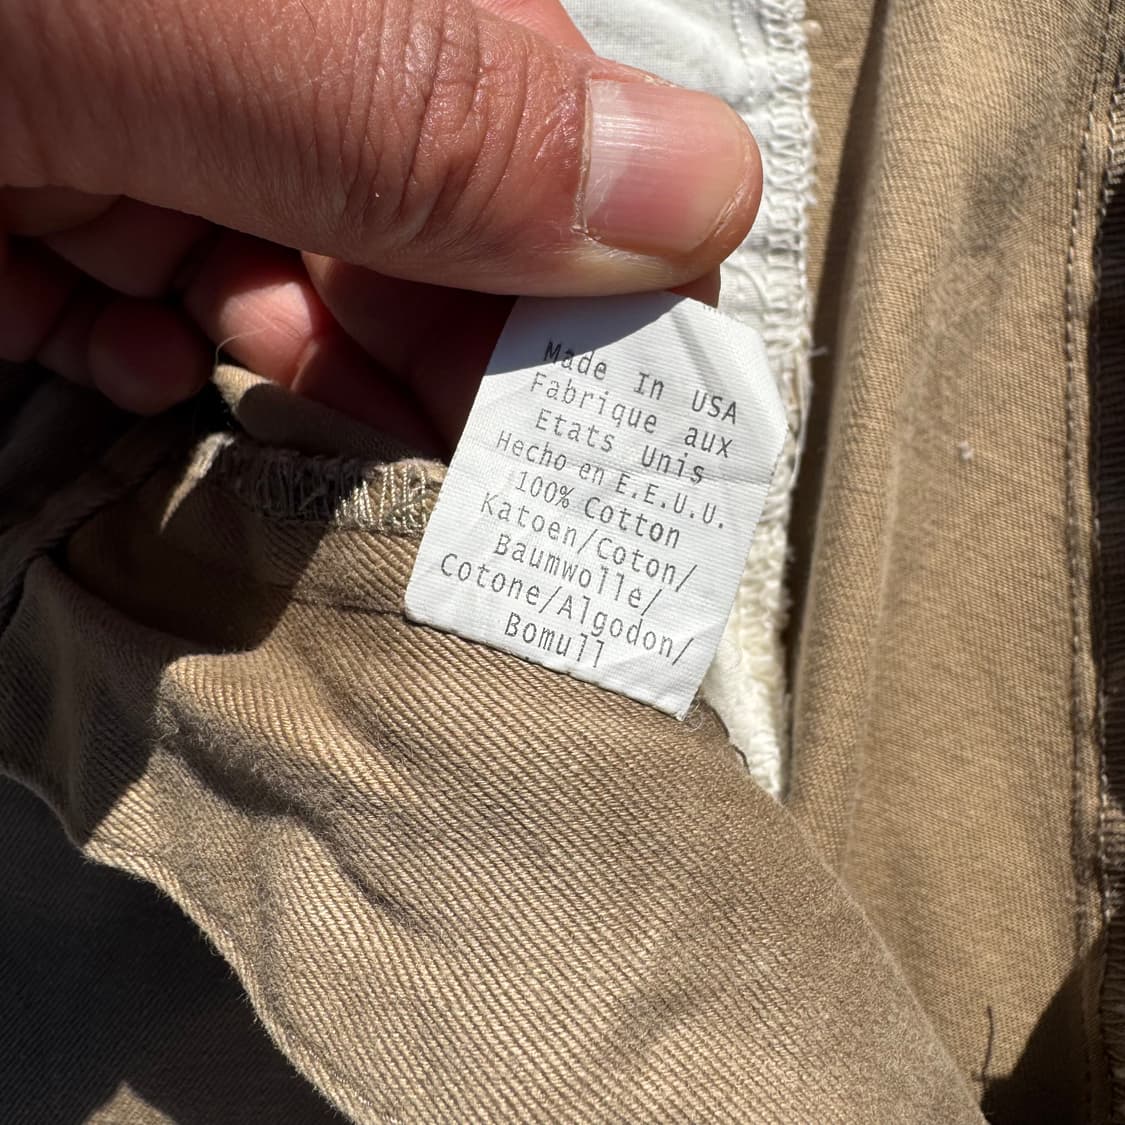 Made In USA
Fabrique aux
Etats Unis
Hecho en E.E.U.U.
100% Cotton
Katoen/Coton/
Baumwolle/
Cotone/Algodon/
Bomull